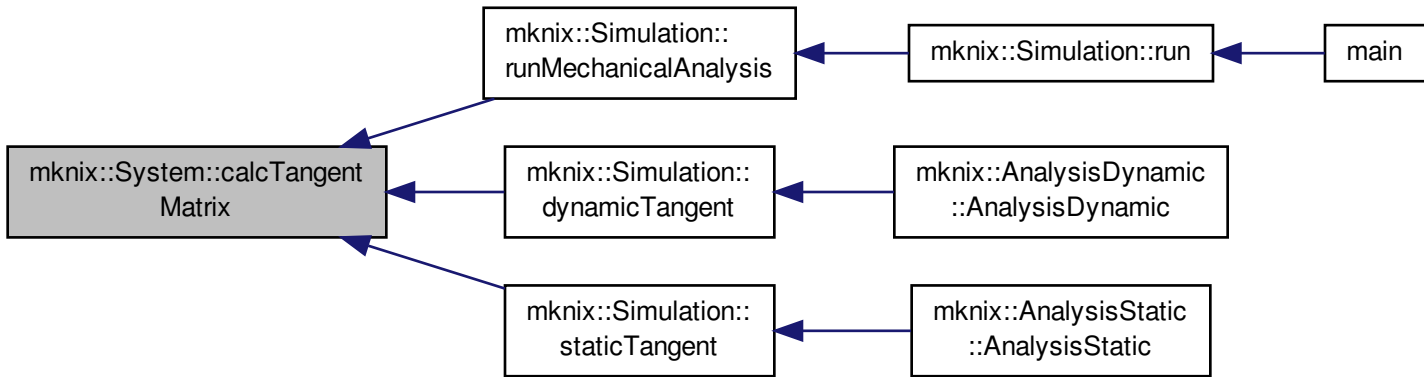 mknix::Simulation::
runMechanicalAnalysis
mknix::Simulation::run
main
mknix::System::calcTangent
Matrix
mknix::Simulation::
dynamicTangent
mknix::AnalysisDynamic
::AnalysisDynamic
mknix::Simulation::
staticTangent
mknix::AnalysisStatic
::AnalysisStatic